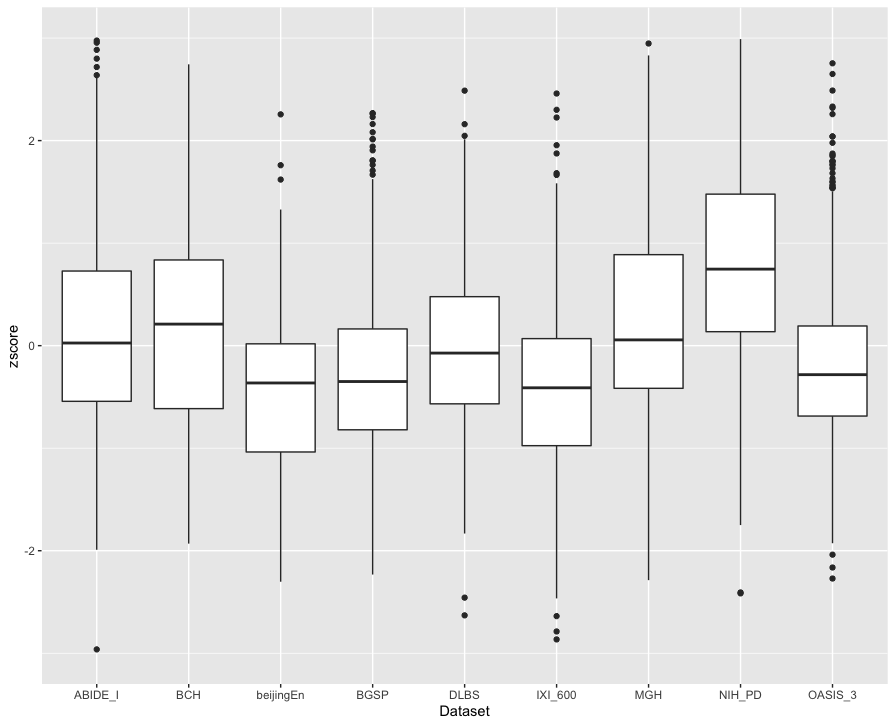 zscore
2
0
-2
ABIDE_I BCH beijingEn BGSP DLBS IXI_600 MGH NIH_PD OASIS_3
Dataset